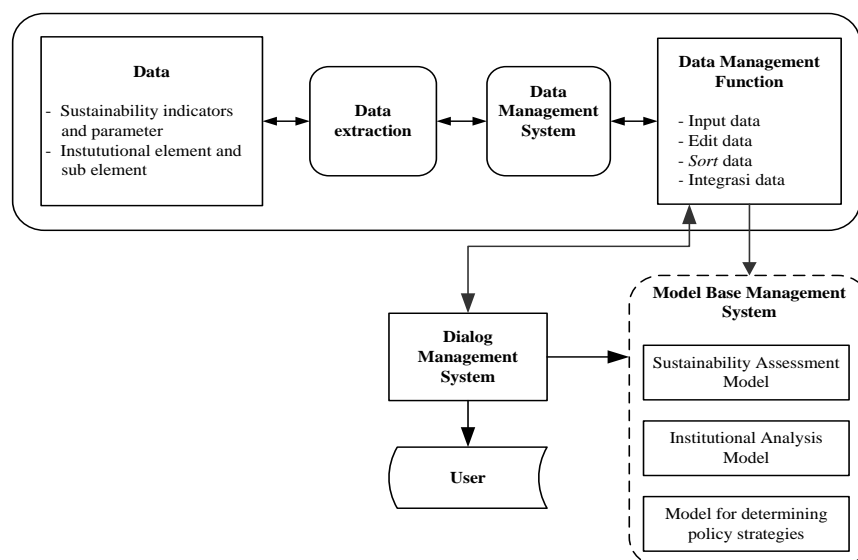 Data
- Sustainability indicators
and parameter
- Instutional element and
sub element
Data
extraction
Data
Management
System
Data Management
Function
- Input data
- Edit data
- Sort data
- Integrasi data
Dialog
Management
System
User
Model Base Management
System
Sustainability Assessment
Model
Institutional Analysis
Model
Model for determining
policy strategies